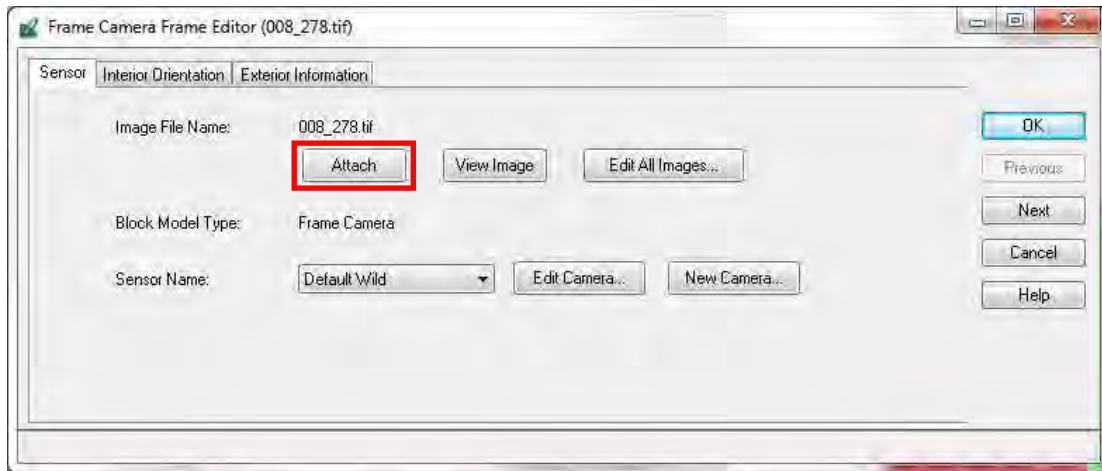 Frame Camera Frame Editor (008_278.tif)
Sensor Interior Orientation Exterior Information
Image File Name: 008_278.tif
Attach View Image Edit All Images...
Block Model Type: Frame Camera
Sensor Name: Default Wild Edit Camera... New Camera...
OK
Previous
Next
Cancel
Help